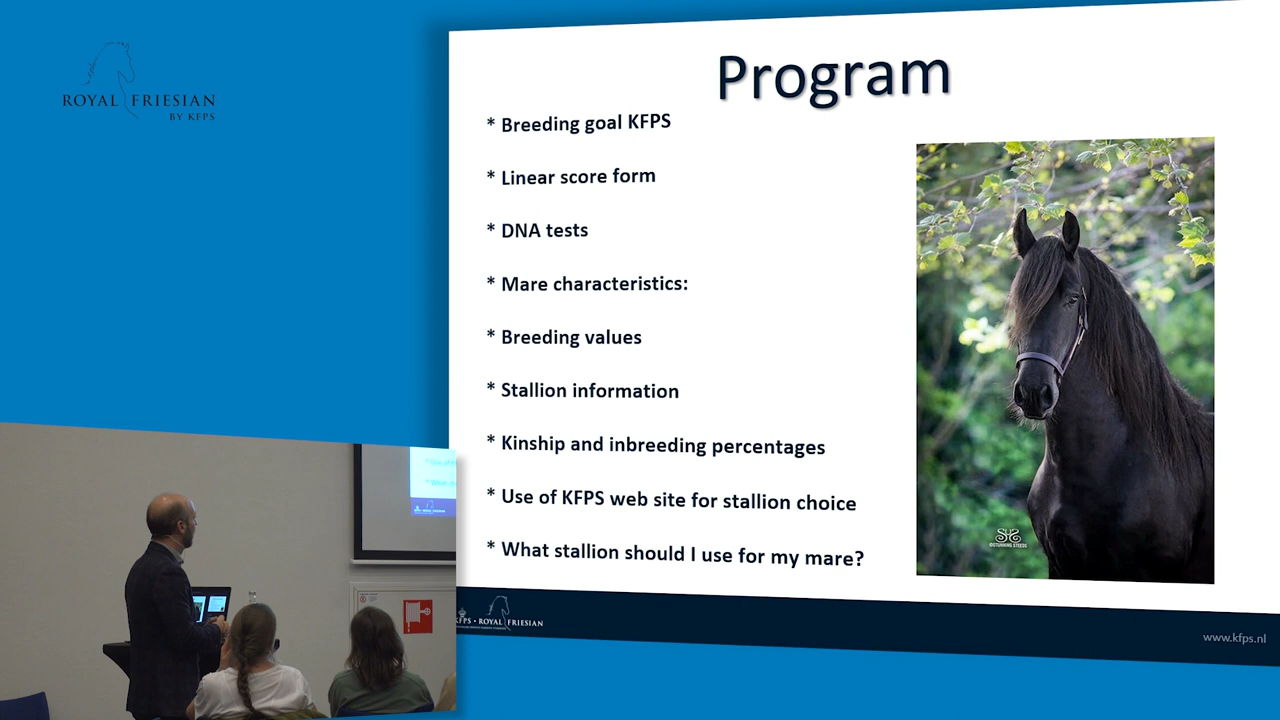 ROYAL FRIESIAN
BY KFPS
Program
* Breeding goal KFPS
* Linear score form
* DNA tests
* Mare characteristics:
* Breeding values
* Stallion information
* Kinship and inbreeding percentages
* Use of KFPS web site for stallion choice
* What stallion should I use for my mare?
©STUNNING STEEDS
KFPS • ROYAL FRIESIAN
www.kfps.nl